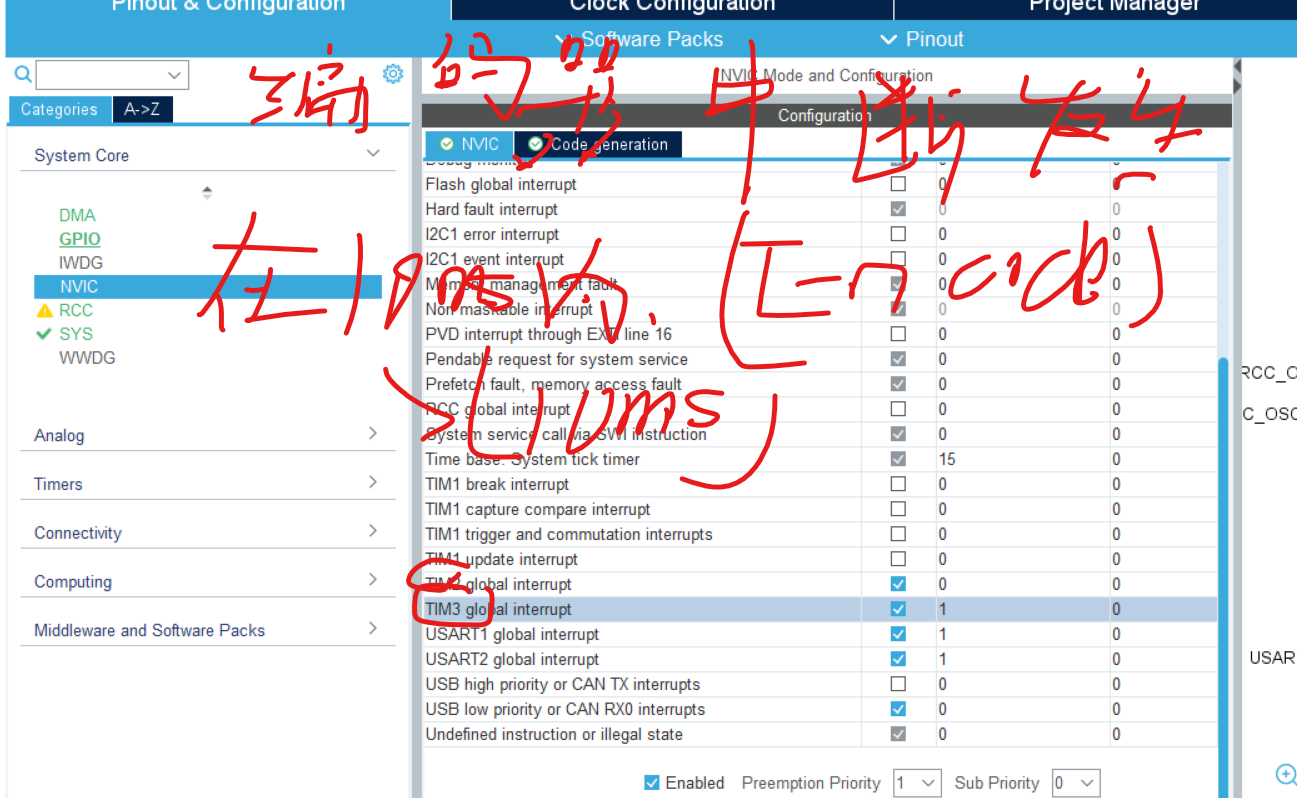 Pinout & Configuration
Clock Configuration
Project Manager
Software Packs
Pinout
编码器中断在
NVIC Mode and Configuration
Categories
A->Z
Configuration
System Core
NVIC
Code generation
Flash global interrupt 0
Hard fault interrupt 0 0
I2C1 error interrupt 0 0
I2C1 event interrupt 0 0
Memory management fault 0
Non maskable interrupt 0 0
PVD interrupt through EXTI line 16 0 0
Pendable request for system service 0 0
Prefetch fault, memory access fault 0 0
RCC global interrupt 0 0
System service call via SWI instruction 0 0
Time base: System tick timer 15 0
TIM1 break interrupt 0 0
TIM1 capture compare interrupt 0 0
TIM1 trigger and commutation interrupts 0 0
TIM1 update interrupt 0 0
TIM2 global interrupt 0 0
TIM3 global interrupt 1 0
USART1 global interrupt 1 0
USART2 global interrupt 1 0
USB high priority or CAN TX interrupts 0 0
USB low priority or CAN RX0 interrupts 0 0
Undefined instruction or illegal state 0 0
Enabled Preemption Priority 1 Sub Priority 0
DMA
GPIO
IWDG
NVIC
RCC
SYS
WWDG
Analog
Timers
Connectivity
Computing
Middleware and Software Packs
在10ms内.
(10ms)
RCC_O
C_OSC
USAR